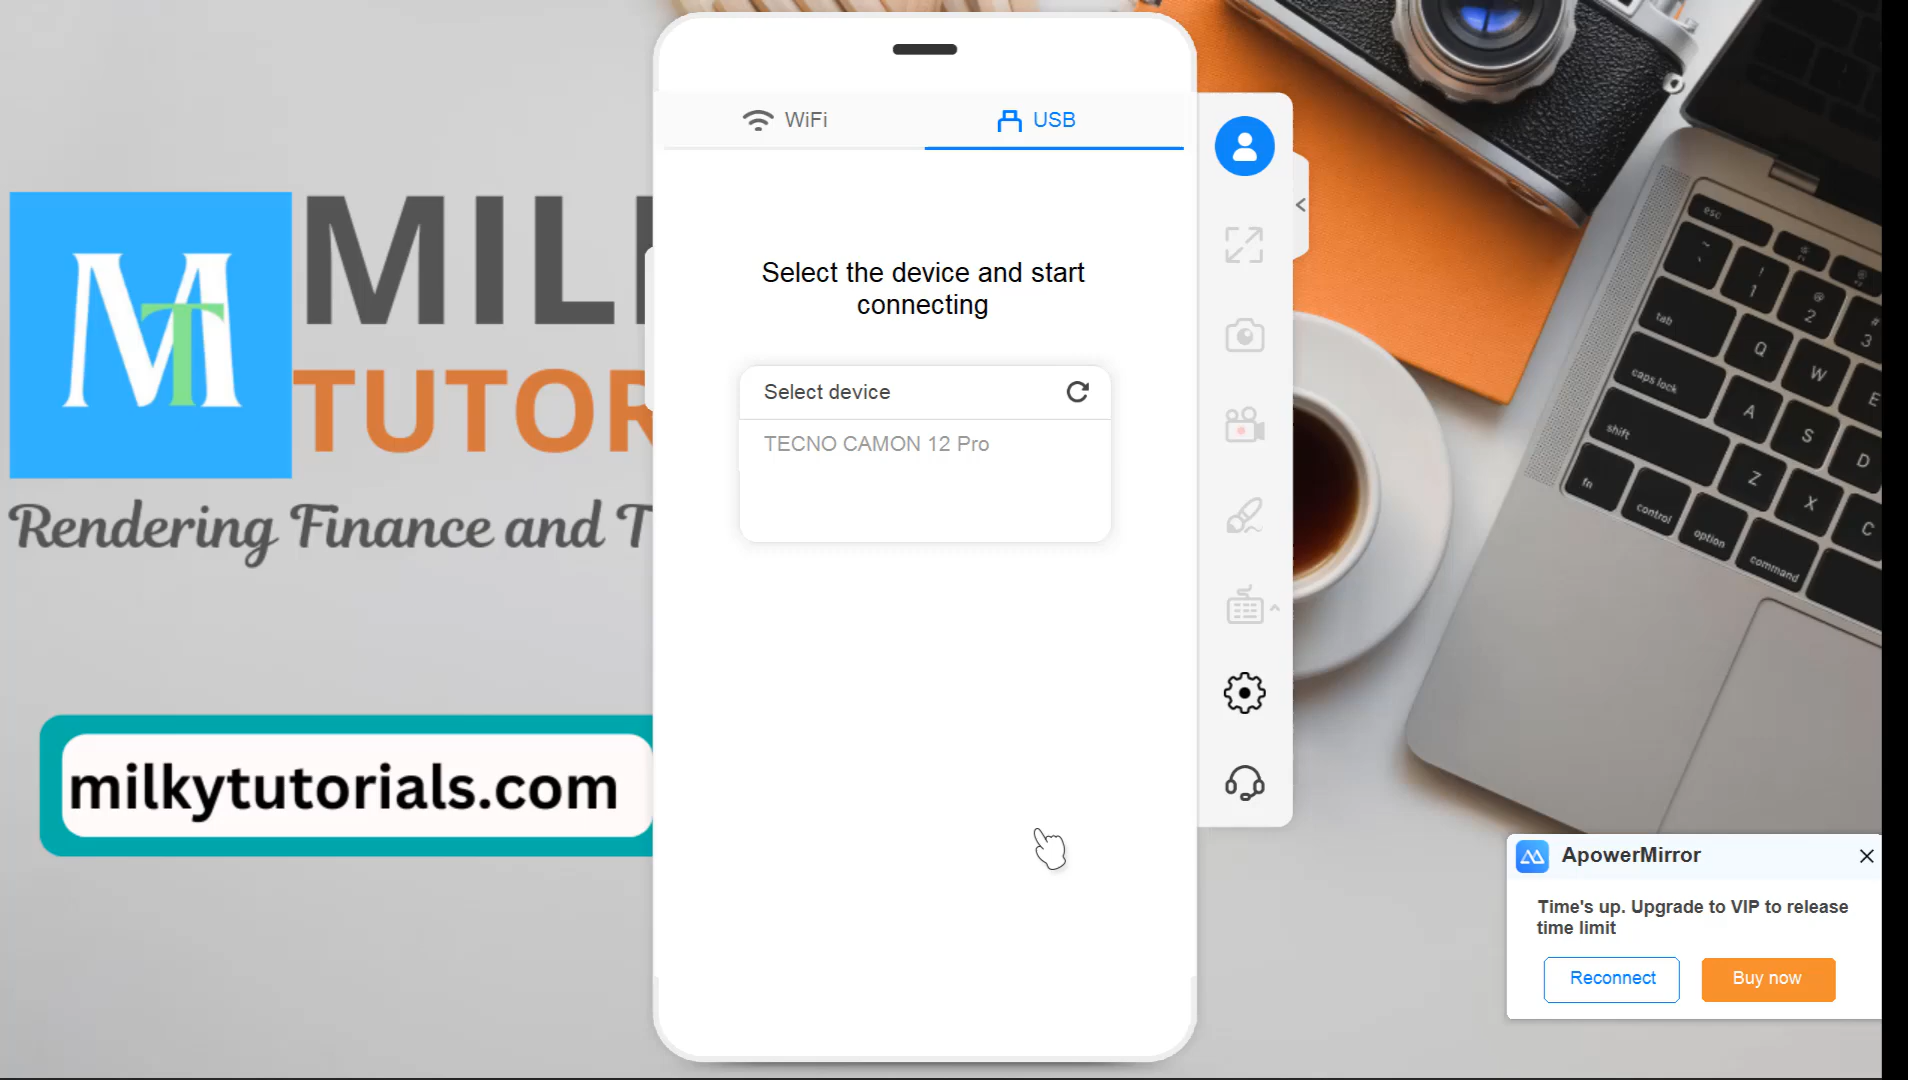 WiFi
USB
Select the device and start
connecting
Select device
TECNO CAMON 12 Pro
MIL
TUTOR
Rendering Finance and T
milkytutorials.com
ApowerMirror
Time's up. Upgrade to VIP to release
time limit
Reconnect
Buy now
esc
~
`
!
1
@
2
#
3
tab
Q
W
E
caps lock
A
S
D
shift
Z
X
C
fn
control
option
command